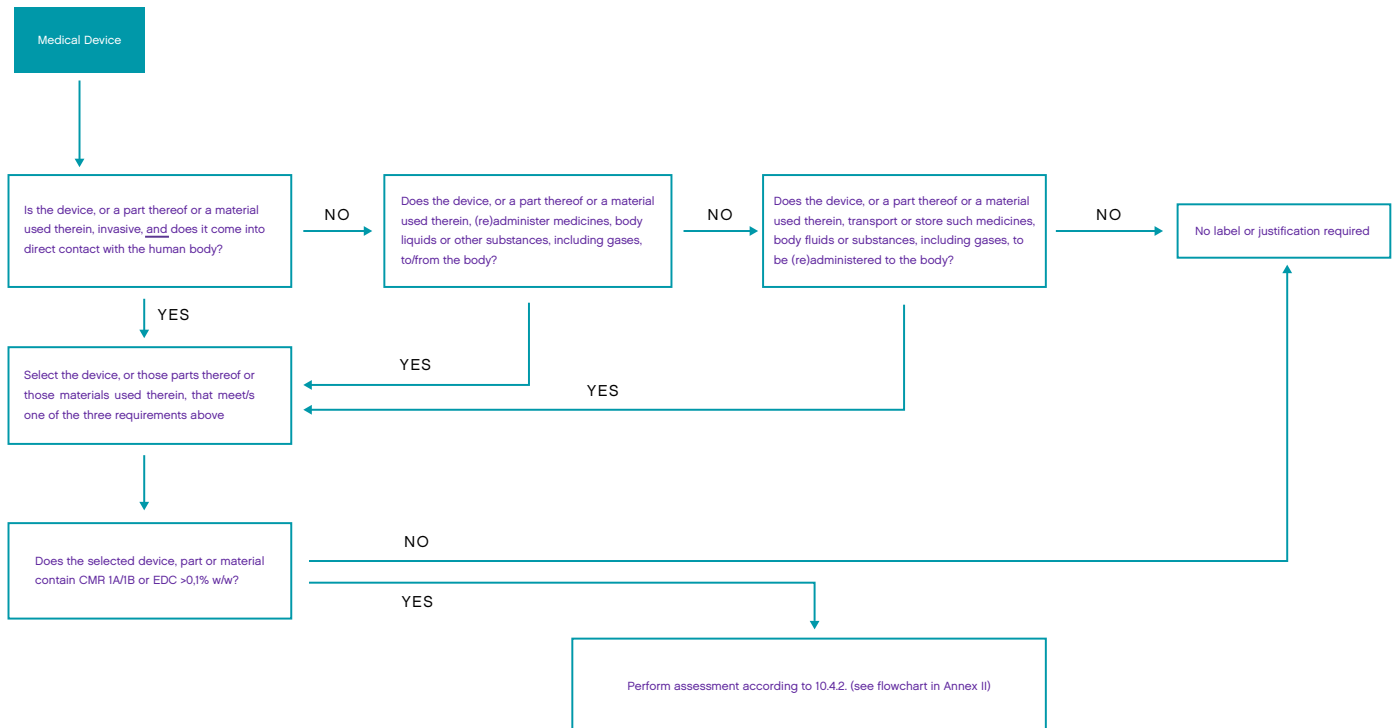 Medical Device
Is the device, or a part thereof or a material
used therein, invasive, and does it come into
direct contact with the human body?
NO
Does the device, or a part thereof or a material
used therein, (re)administer medicines, body
liquids or other substances, including gases,
to/from the body?
NO
Does the device, or a part thereof or a material
used therein, transport or store such medicines,
body fluids or substances, including gases, to
be (re)administered to the body?
NO
No label or justification required
YES
Select the device, or those parts thereof or
those materials used therein, that meet/s
one of the three requirements above
YES
YES
Does the selected device, part or material
contain CMR 1A/1B or EDC >0,1% w/w?
NO
YES
Perform assessment according to 10.4.2. (see flowchart in Annex II)